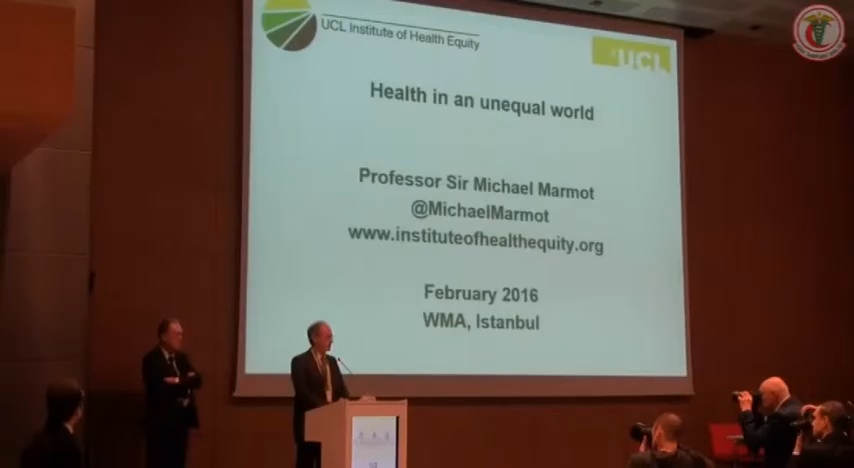 UCL Institute of Health Equity
UCL
Health in an unequal world
Professor Sir Michael Marmot
@MichaelMarmot
www.instituteofhealthequity.org
February 2016
WMA, Istanbul